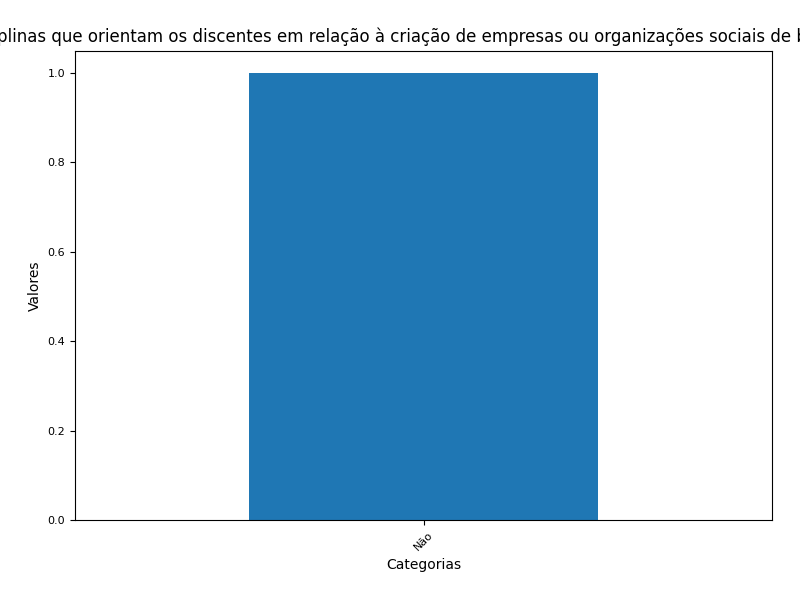 plinas que orientam os discentes em relação à criação de empresas ou organizações sociais de
1.0
0.8
0.6
0.4
0.2
0.0
Valores
Não
Categorias